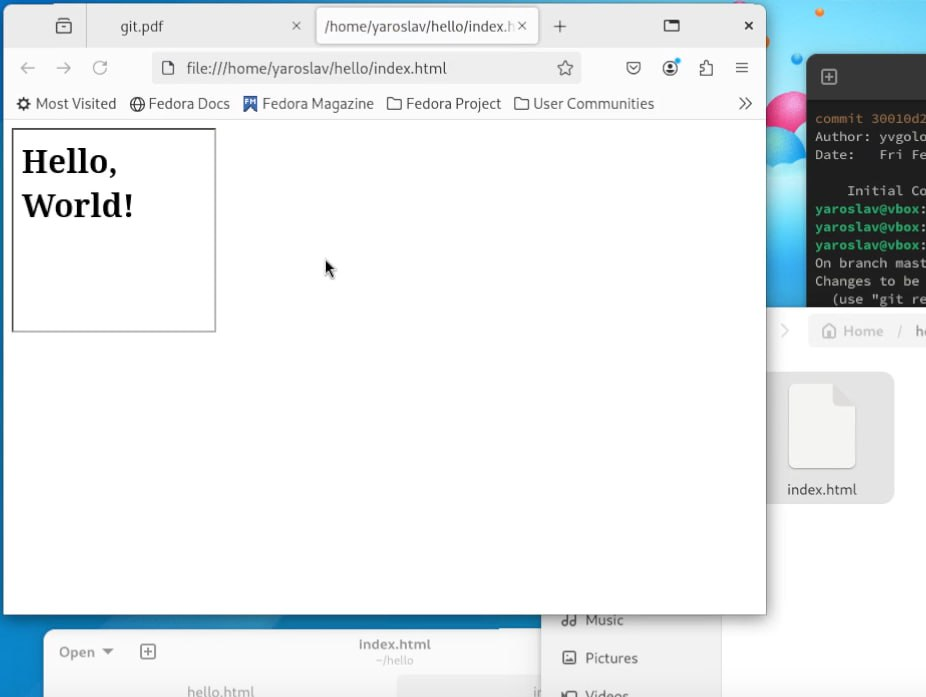 git.pdf
/home/yaroslav/hello/index.h
file:///home/yaroslav/hello/index.html
Most Visited
Fedora Docs
Fedora Magazine
Fedora Project
User Communities
Hello,
World!
commit 30010d2
Author: yvgolo
Date: Fri Fe
Initial Co
yaroslav@vbox:
yaroslav@vbox:
yaroslav@vbox:
On branch mast
Changes to be
(use "git re
Home / h
index.html
Music
Pictures
Videos
Open
index.html
~/hello
hello.html